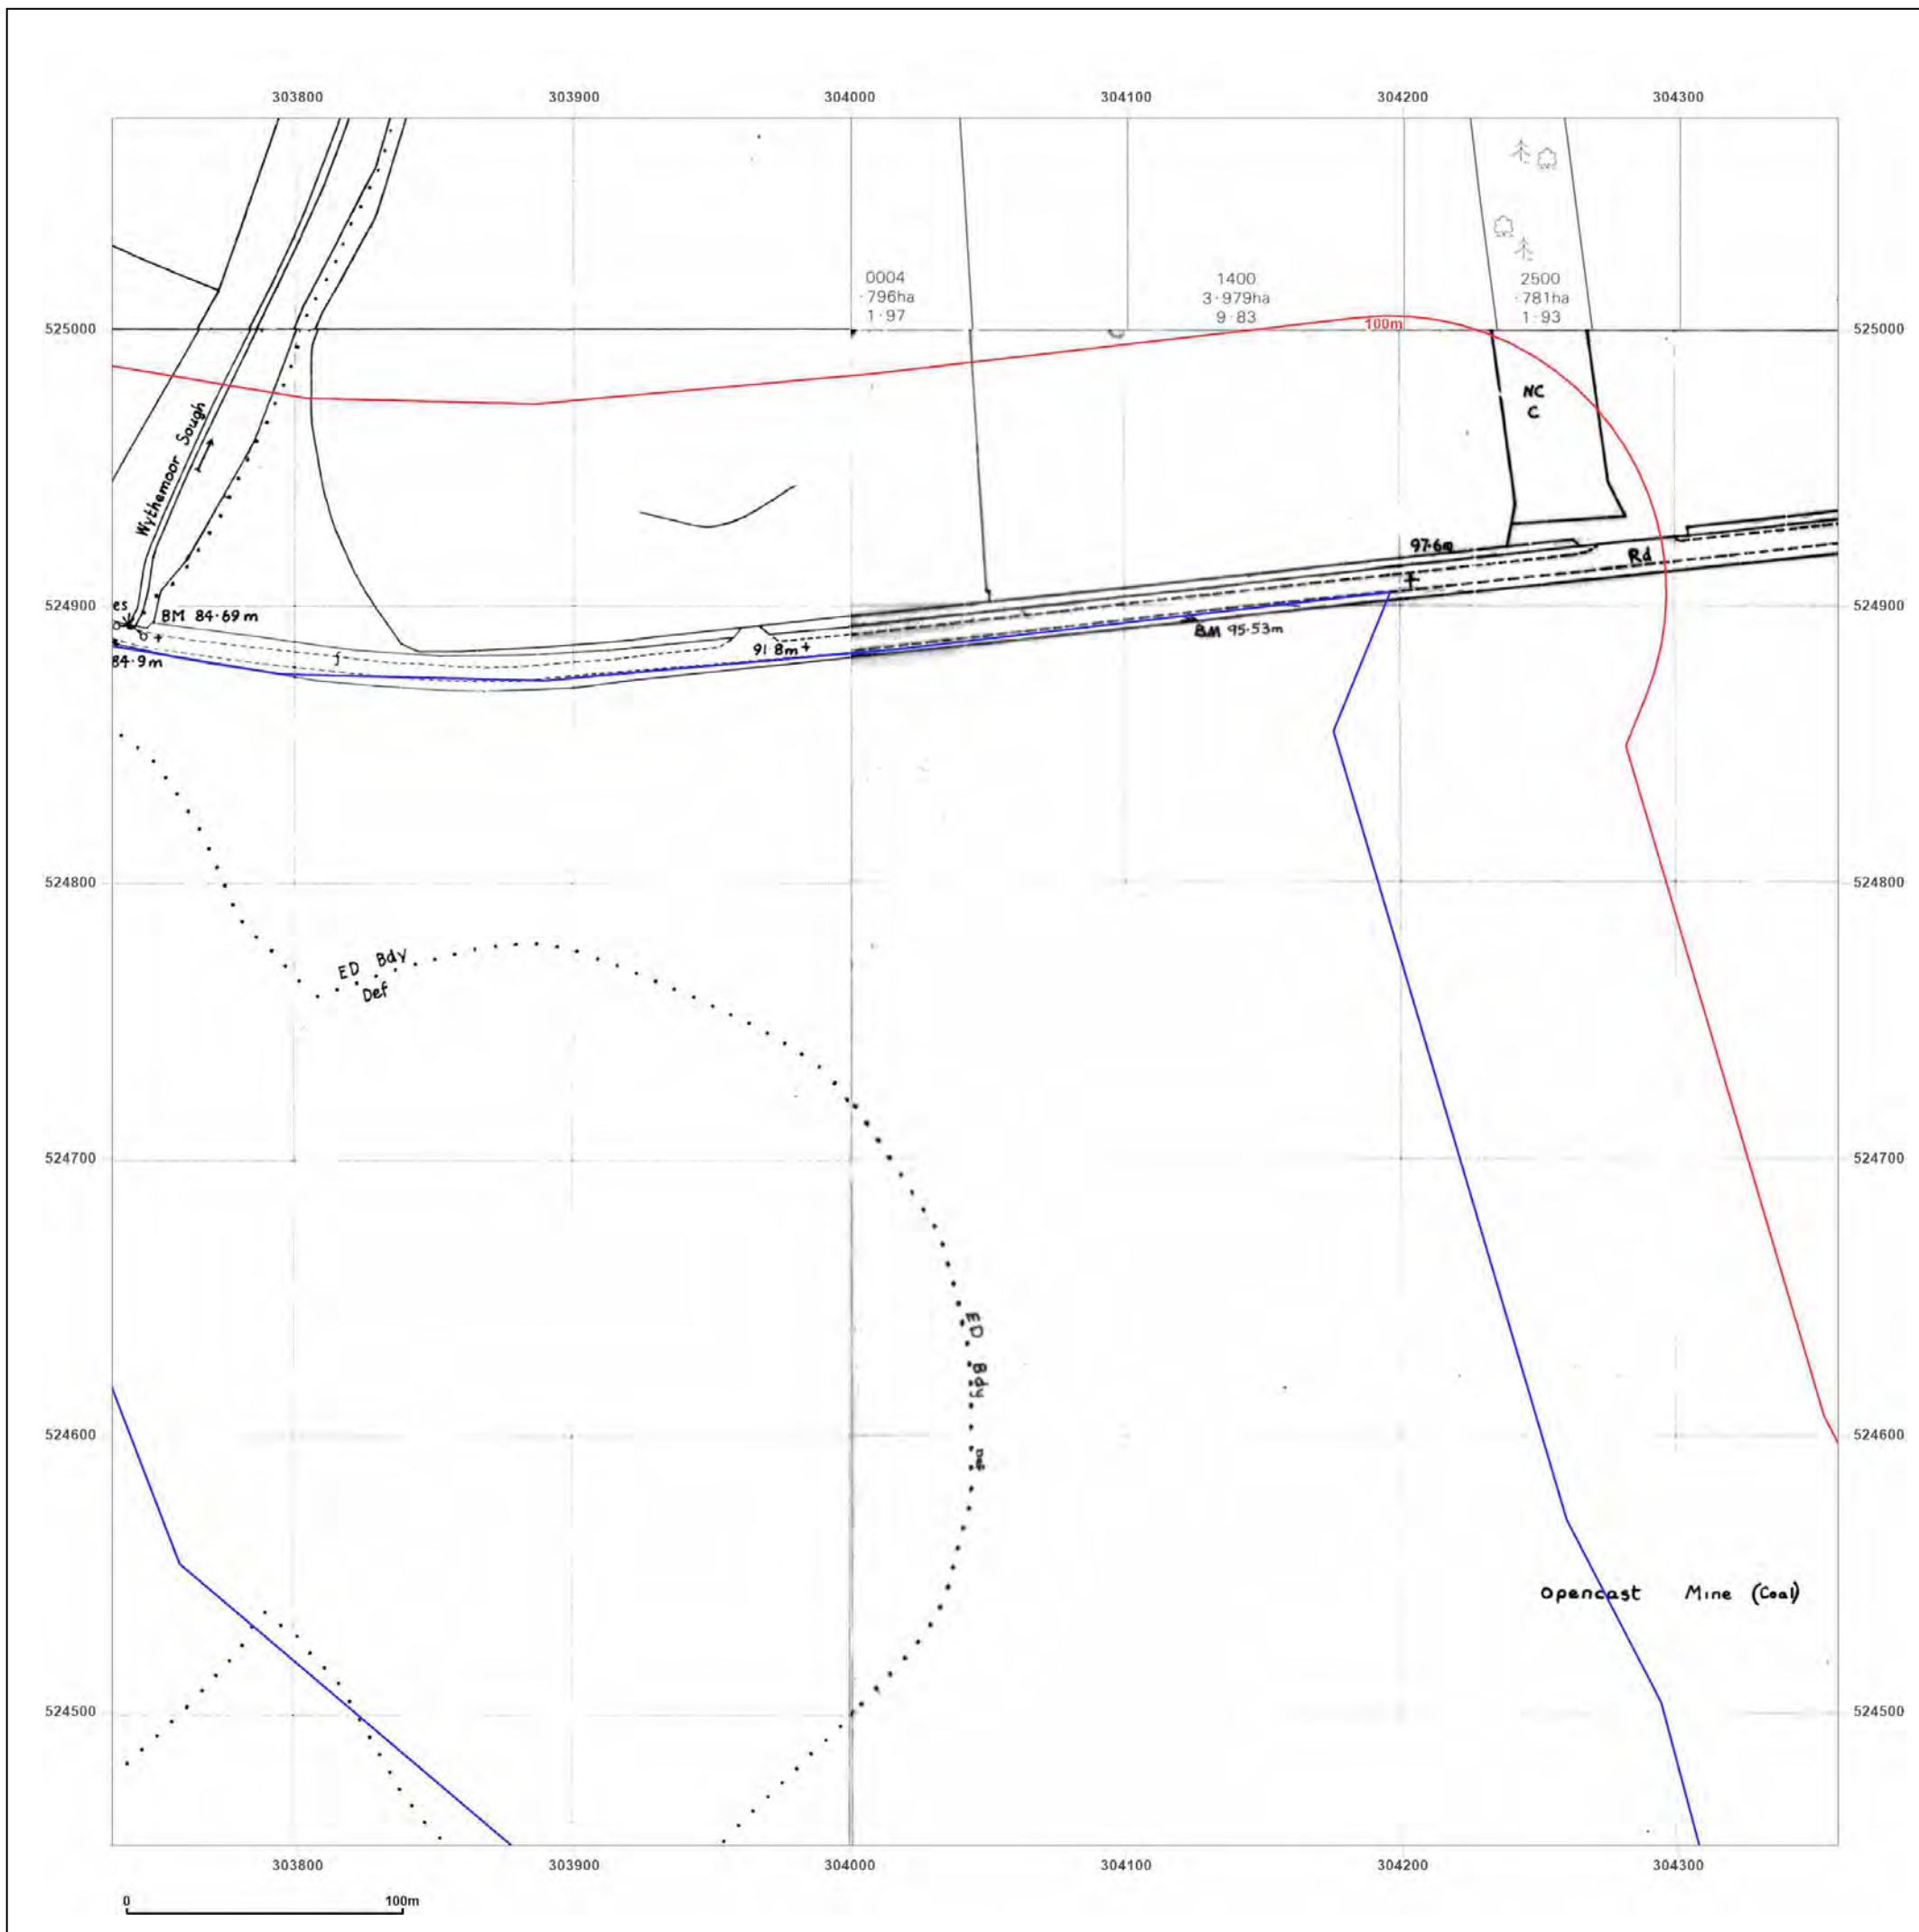 303800 303900 304000 304100 304200 304300
0004
·796ha
1·97
1400
3·979ha
9·83
2500
·781ha
1·93
525000
525000
100m
NC
C
Wythemoor Sough
97·6m
Rd
524900
524900
es
BM 84·69m
84·9m
91·8m
BM 95·53m
524800
524800
ED Bdy
Def
524700
524700
ED Bdy
Def
524600
524600
Opencast Mine (Coal)
524500
524500
303800 303900 304000 304100 304200 304300
0 100m